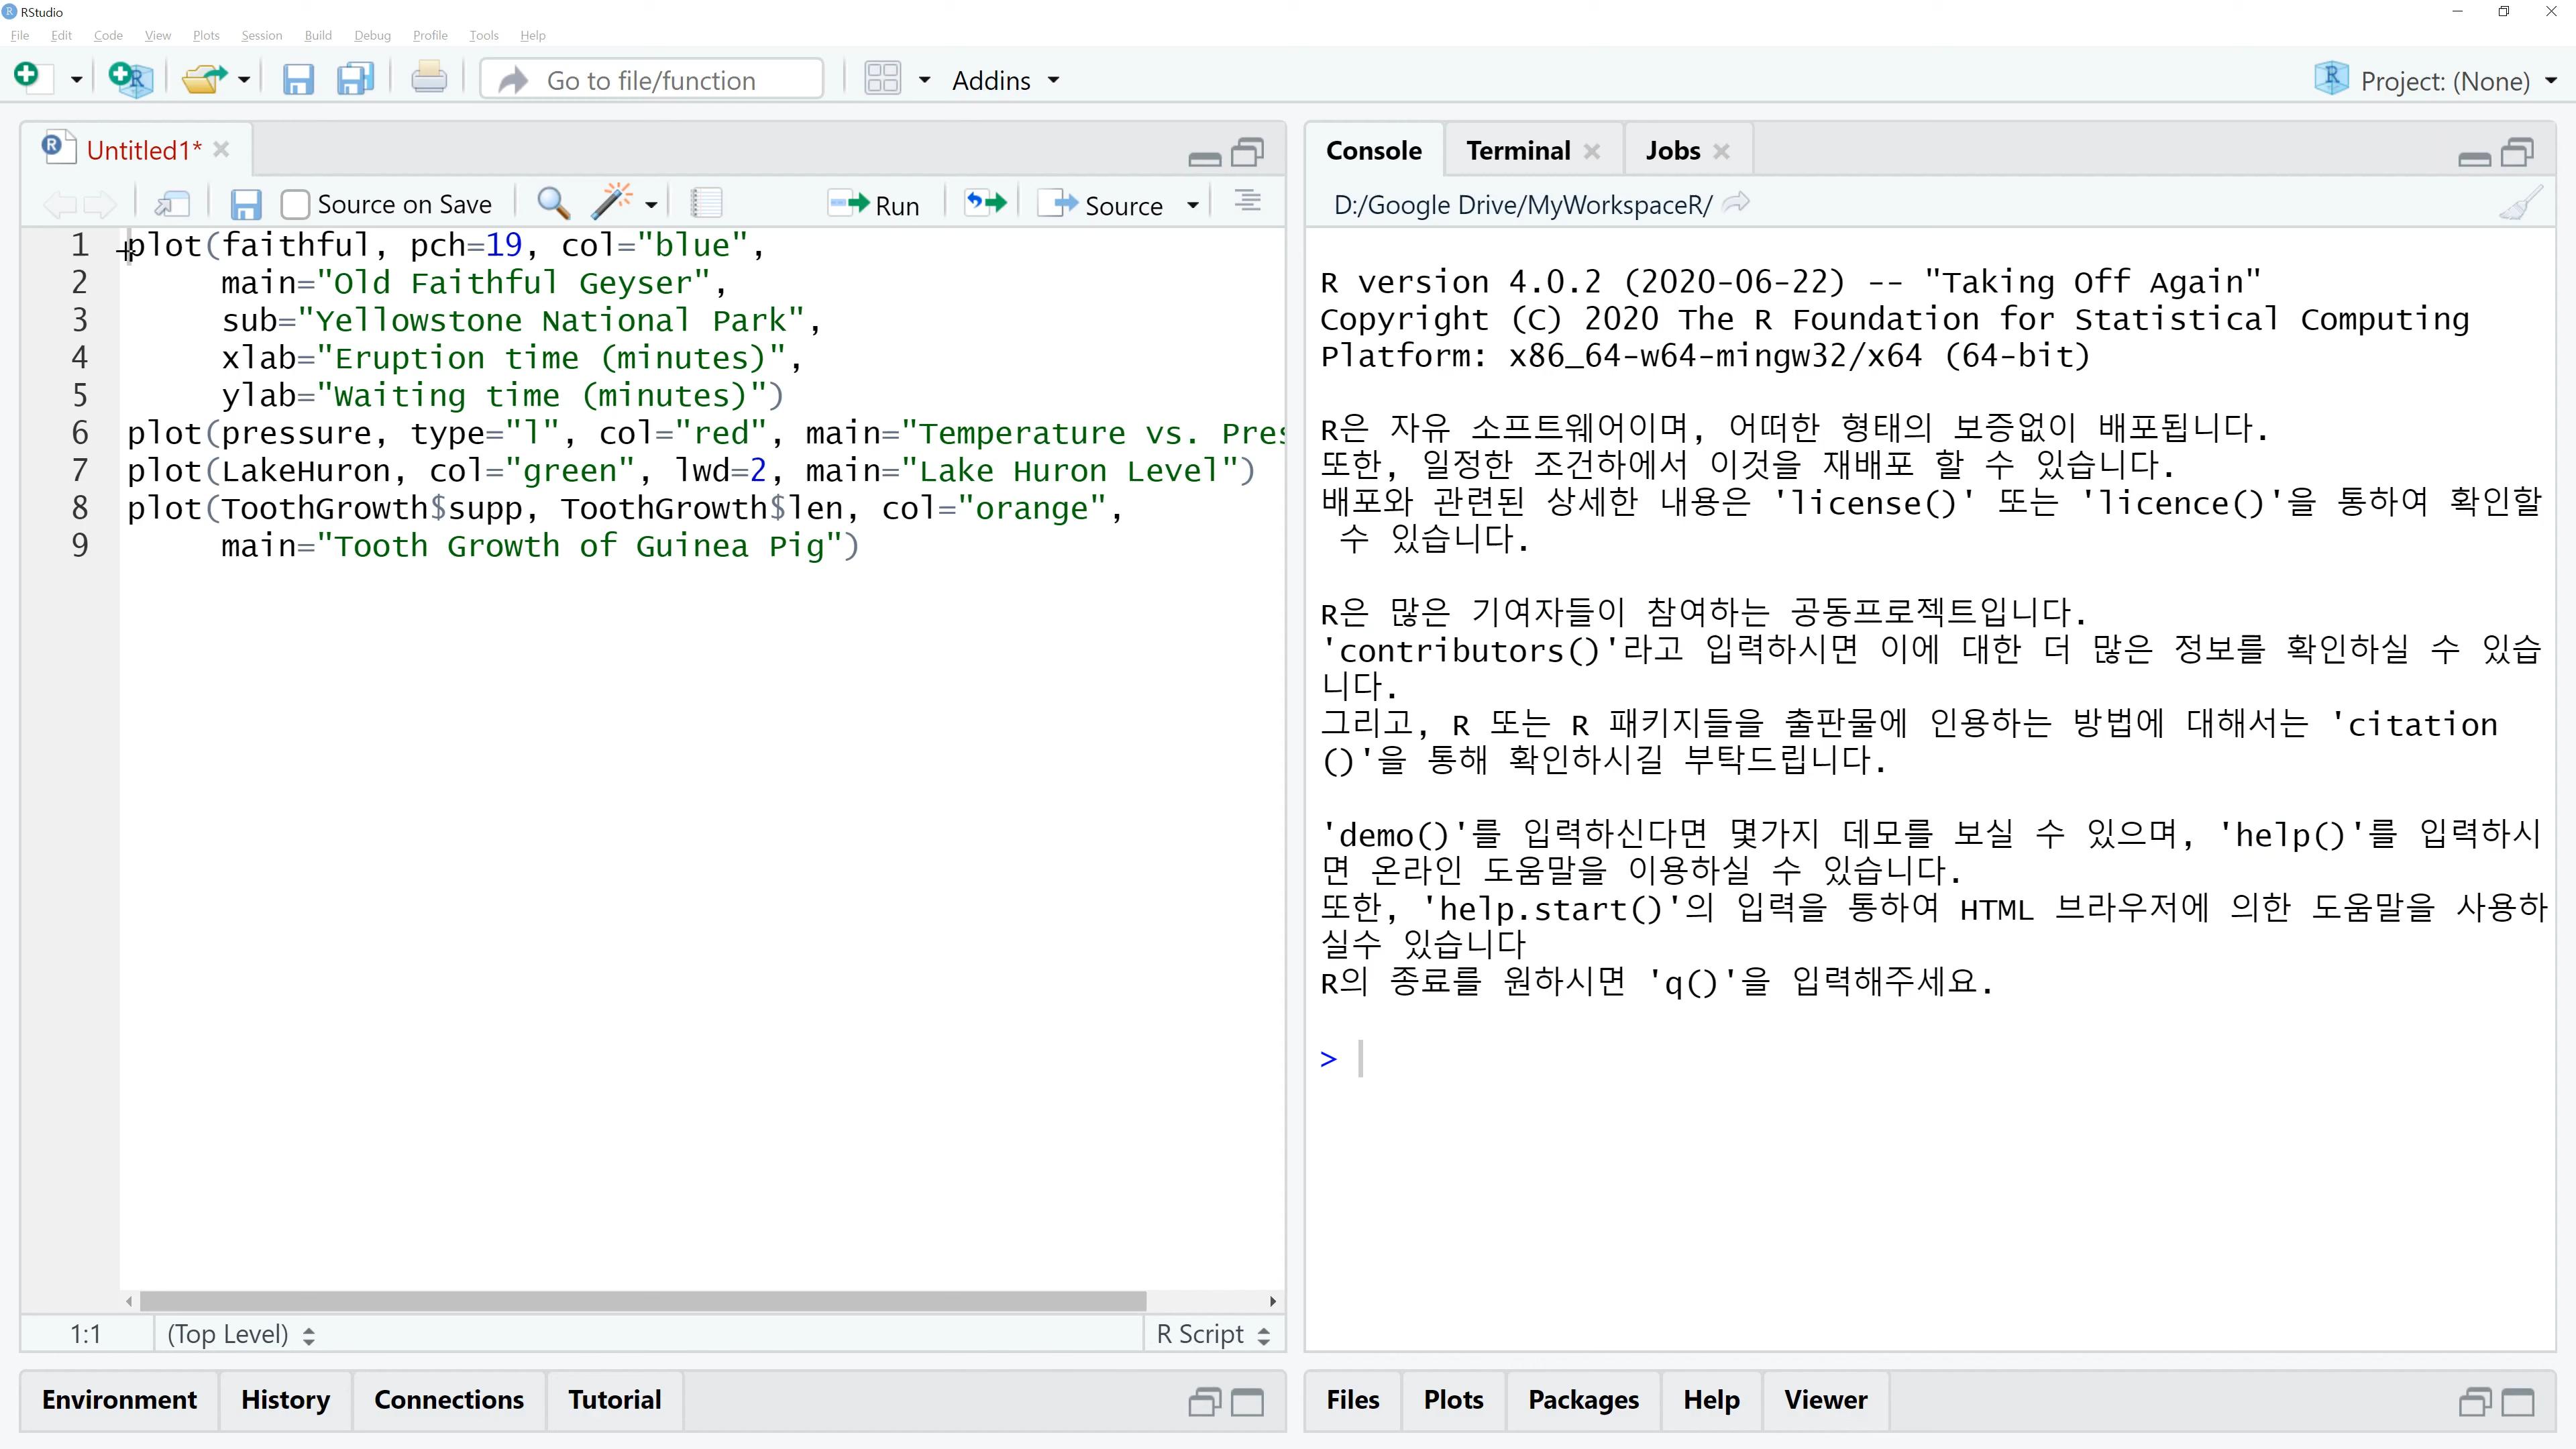 RStudio
File Edit Code View Plots Session Build Debug Profile Tools Help
Go to file/function Addins Project: (None)
Untitled1*
Source on Save Run Source
1 plot(faithful, pch=19, col="blue",
2 main="Old Faithful Geyser",
3 sub="Yellowstone National Park",
4 xlab="Eruption time (minutes)",
5 ylab="Waiting time (minutes)")
6 plot(pressure, type="l", col="red", main="Temperature vs. Pres
7 plot(LakeHuron, col="green", lwd=2, main="Lake Huron Level")
8 plot(ToothGrowth$supp, ToothGrowth$len, col="orange",
9 main="Tooth Growth of Guinea Pig")
1:1 (Top Level) R Script
Environment History Connections Tutorial
Console Terminal Jobs
D:/Google Drive/MyWorkspaceR/
R version 4.0.2 (2020-06-22) -- "Taking Off Again"
Copyright (C) 2020 The R Foundation for Statistical Computing
Platform: x86_64-w64-mingw32/x64 (64-bit)
R은 자유 소프트웨어이며, 어떠한 형태의 보증없이 배포됩니다.
또한, 일정한 조건하에서 이것을 재배포 할 수 있습니다.
배포와 관련된 상세한 내용은 'license()' 또는 'licence()'을 통하여 확인할
수 있습니다.
R은 많은 기여자들이 참여하는 공동프로젝트입니다.
'contributors()'라고 입력하시면 이에 대한 더 많은 정보를 확인하실 수 있습
니다.
그리고, R 또는 R 패키지들을 출판물에 인용하는 방법에 대해서는 'citation
()'을 통해 확인하시길 부탁드립니다.
'demo()'를 입력하신다면 몇가지 데모를 보실 수 있으며, 'help()'를 입력하시
면 온라인 도움말을 이용하실 수 있습니다.
또한, 'help.start()'의 입력을 통하여 HTML 브라우저에 의한 도움말을 사용하
실수 있습니다
R의 종료를 원하시면 'q()'을 입력해주세요.
>
Files Plots Packages Help Viewer